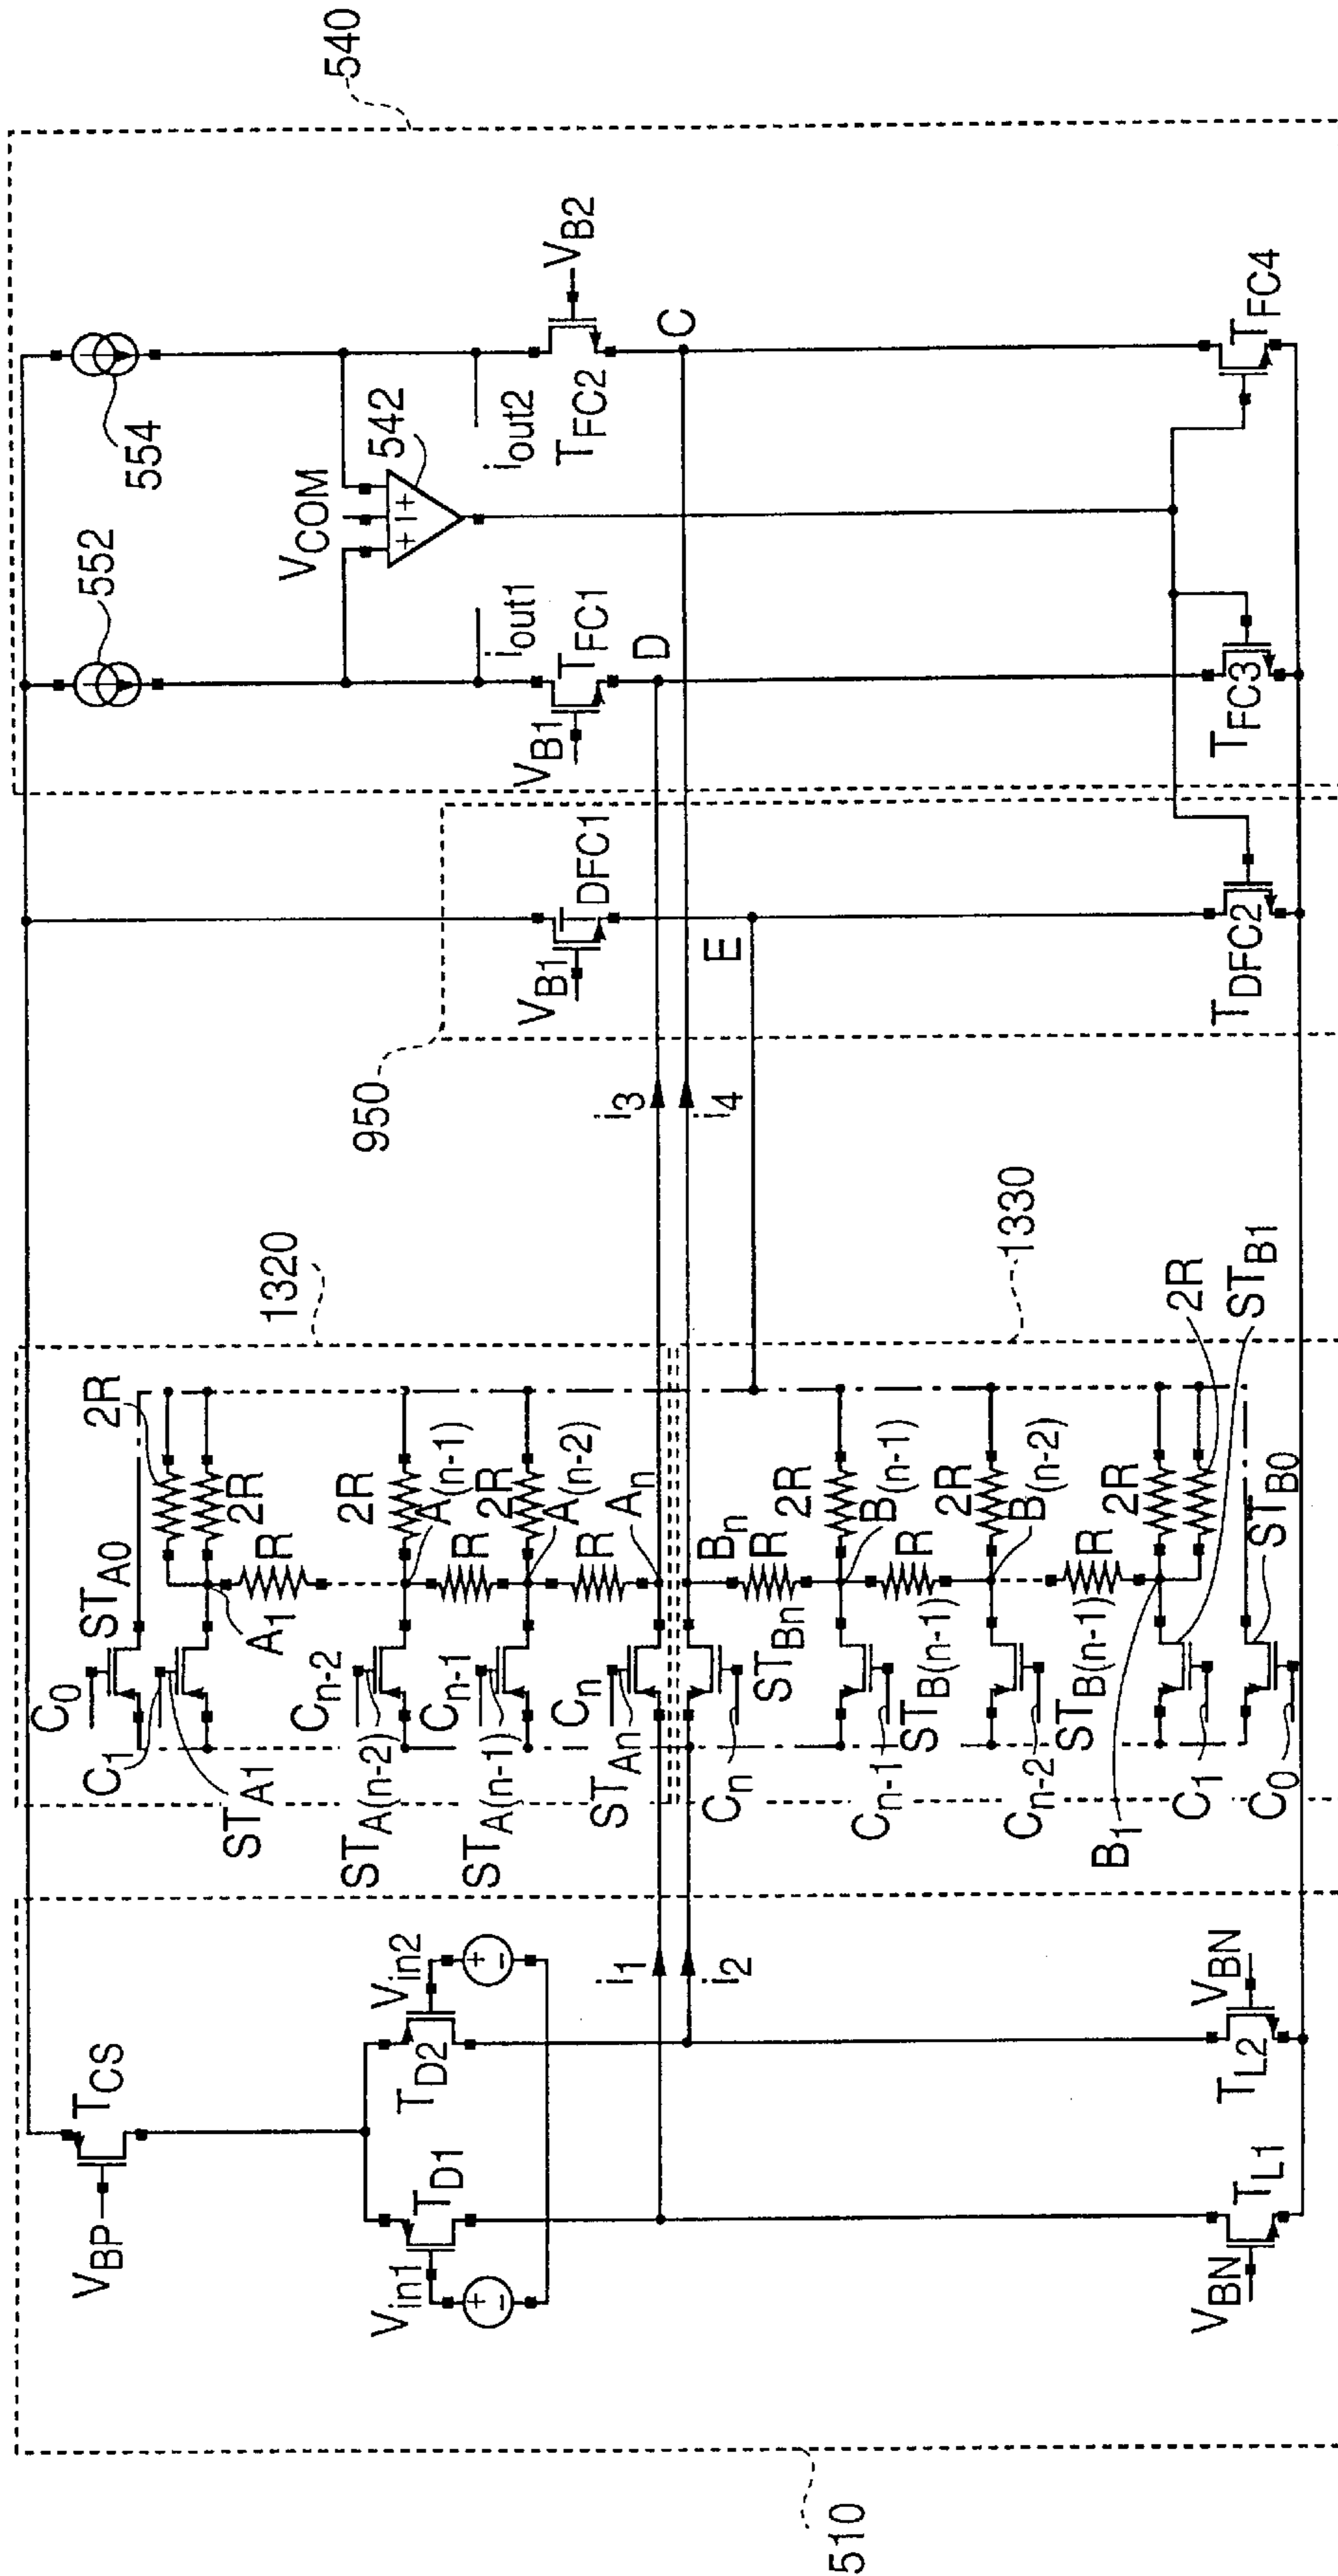 510
V_BP
T_CS
V_in1
T_D1
V_in2
T_D2
+
-
+
-
i_1
i_2
V_BN
T_L1
V_BN
T_L2
1320
C_0
ST_A0
2R
C_1
ST_A1
2R
A_1
R
C_n-2
ST_A(n-2)
2R
A_(n-1)
R
C_n-1
ST_A(n-1)
2R
A_(n-2)
R
C_n
ST_An
A_n
1330
C_n
ST_Bn
B_n
R
2R
B_(n-1)
C_n-1
ST_B(n-1)
R
2R
B_(n-2)
C_n-2
ST_B(n-1)
R
2R
B_1
C_1
ST_B1
2R
C_0
ST_B0
i_3
i_4
950
V_B1
DFC1
E
T_DFC2
540
552
554
V_COM
+
1
+
542
i_out1
i_out2
V_B1
T_FC1
D
T_FC2
V_B2
C
T_FC3
T_FC4